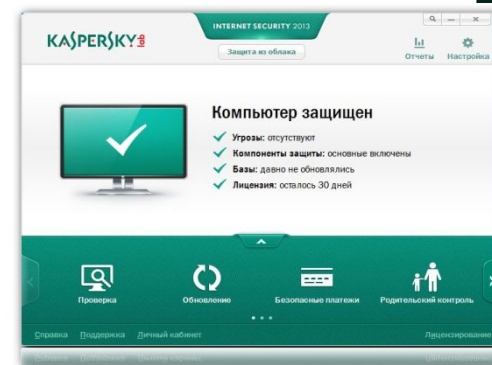 KASPERSKY lab
INTERNET SECURITY 2013
Защита из облака
Отчеты
Настройка
Компьютер защищен
Угрозы: отсутствуют
Компоненты защиты: основные включены
Базы: давно не обновлялись
Лицензия: осталось 30 дней
Проверка
Обновление
Безопасные платежи
Родительский контроль
Справка
Поддержка
Личный кабинет
Лицензирование